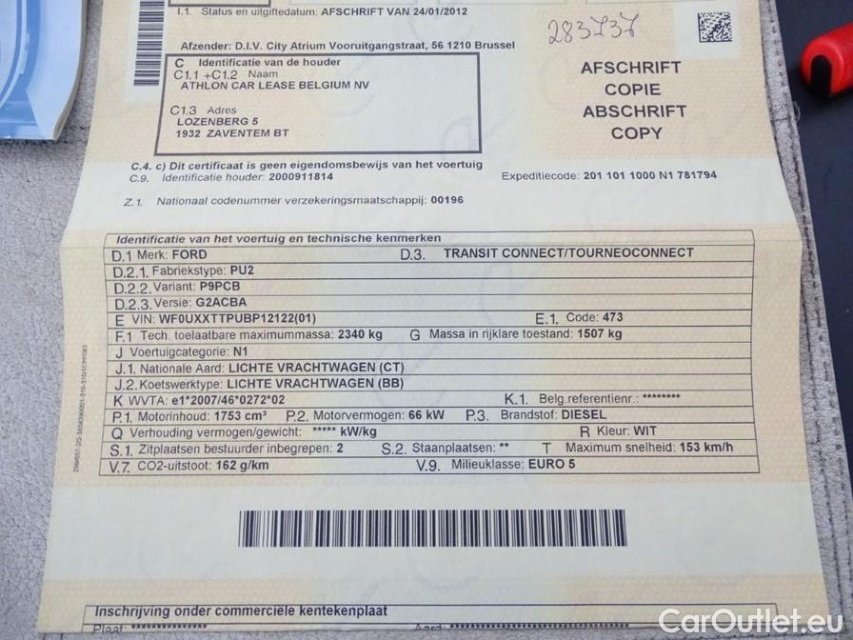 I.1. Status en uitgiftedatum: AFSCHRIFT VAN 24/01/2012
283737
Afzender: D.I.V. City Atrium Vooruitgangstraat, 56 1210 Brussel
C Identificatie van de houder
C1.1 +C1.2 Naam
ATHLON CAR LEASE BELGIUM NV
C1.3 Adres
LOZENBERG 5
1932 ZAVENTEM BT
AFSCHRIFT
COPIE
ABSCHRIFT
COPY
C.4. c) Dit certificaat is geen eigendomsbewijs van het voertuig
C.9. Identificatie houder: 2000911814
Expeditiecode: 201 101 1000 N1 781794
Z.1. Nationaal codenummer verzekeringsmaatschappij: 00196
Identificatie van het voertuig en technische kenmerken
D.1 Merk: FORD D.3. TRANSIT CONNECT/TOURNEOCONNECT
D.2.1. Fabriekstype: PU2
D.2.2. Variant: P9PCB
D.2.3. Versie: G2ACBA
E VIN: WF0UXXTTPUBP12122(01) E.1. Code: 473
F.1 Tech. toelaatbare maximummassa: 2340 kg G Massa in rijklare toestand: 1507 kg
J Voertuigcategorie: N1
J.1. Nationale Aard: LICHTE VRACHTWAGEN (CT)
J.2. Koetswerktype: LICHTE VRACHTWAGEN (BB)
K WVTA: e1*2007/46*0272*02 K.1. Belg.referentienr.: ********
P.1. Motorinhoud: 1753 cm³ P.2. Motorvermogen: 66 kW P.3. Brandstof: DIESEL
Q Verhouding vermogen/gewicht: ***** kW/kg R Kleur: WIT
S.1. Zitplaatsen bestuurder inbegrepen: 2 S.2. Staanplaatsen: ** T Maximum snelheid: 153 km/h
V.7. CO2-uitstoot: 162 g/km V.9. Milieuklasse: EURO 5
Inschrijving onder commerciële kentekenplaat
Plaat: ************** Aard:
CarOutlet.eu